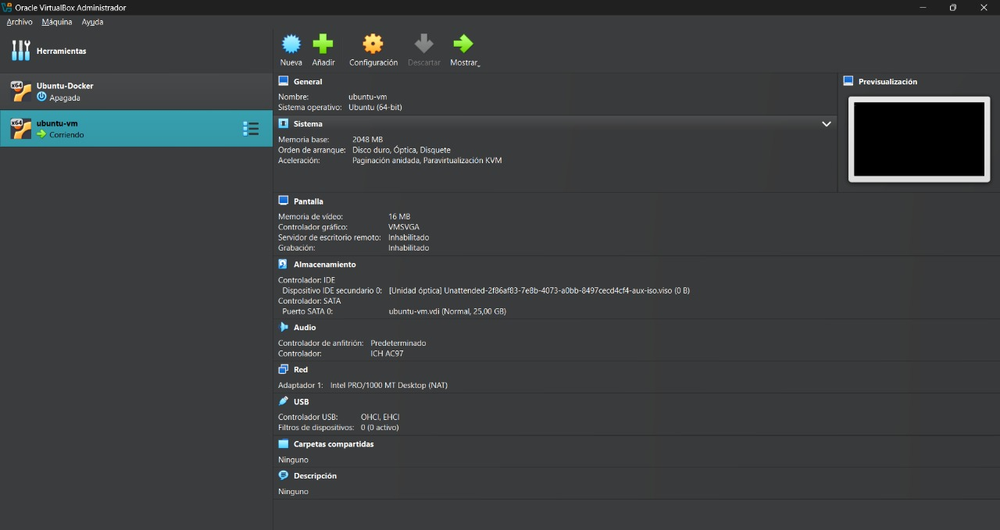 Oracle VirtualBox Administrador
Archivo Máquina Ayuda
Herramientas
Nueva Añadir Configuración Descartar Mostrar
x64 Ubuntu-Docker
Apagada
x64 ubuntu-vm
Corriendo
General
Nombre: ubuntu-vm
Sistema operativo: Ubuntu (64-bit)
Previsualización
Sistema
Memoria base: 2048 MB
Orden de arranque: Disco duro, Óptica, Disquete
Aceleración: Paginación anidada, Paravirtualización KVM
Pantalla
Memoria de vídeo: 16 MB
Controlador gráfico: VMSVGA
Servidor de escritorio remoto: Inhabilitado
Grabación: Inhabilitado
Almacenamiento
Controlador: IDE
Dispositivo IDE secundario 0: [Unidad óptica] Unattended-2f86af83-7e8b-4073-a0bb-8497cecd4cf4-aux-iso.viso (0 B)
Controlador: SATA
Puerto SATA 0: ubuntu-vm.vdi (Normal, 25,00 GB)
Audio
Controlador de anfitrión: Predeterminado
Controlador: ICH AC97
Red
Adaptador 1: Intel PRO/1000 MT Desktop (NAT)
USB
Controlador USB: OHCI, EHCI
Filtros de dispositivos: 0 (0 activo)
Carpetas compartidas
Ninguno
Descripción
Ninguno